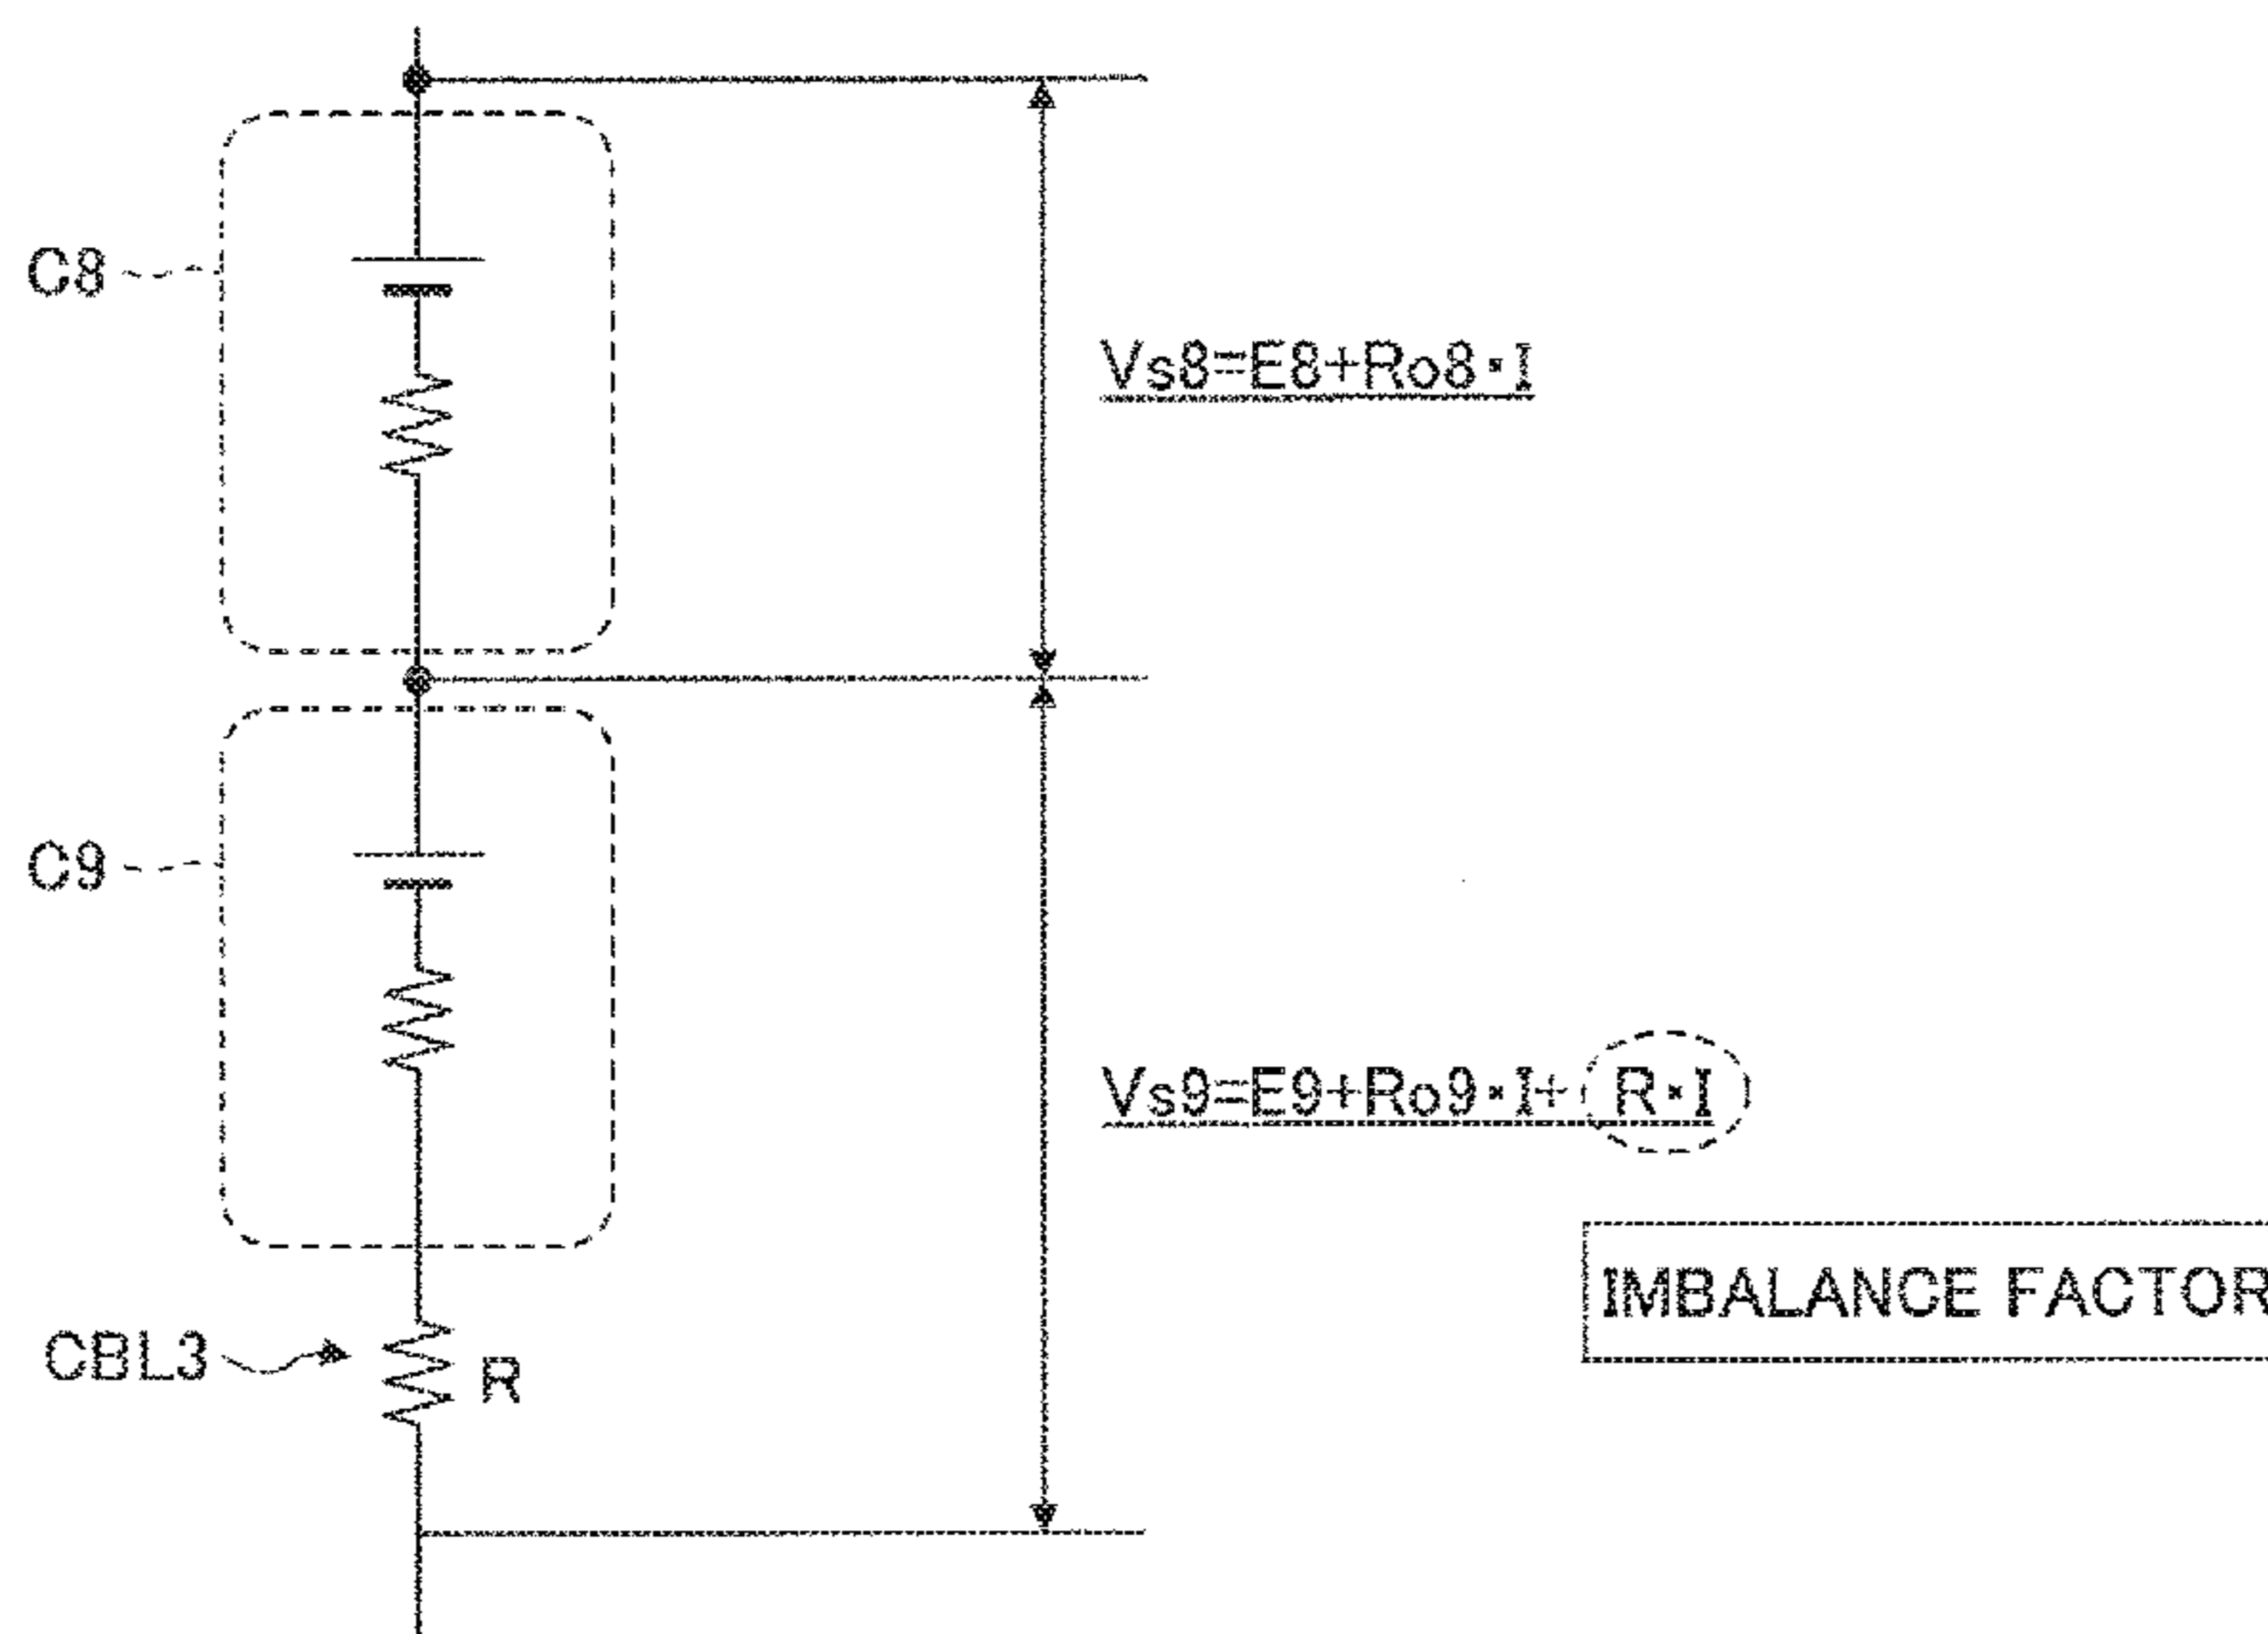 C8
Vs8=E8+Ro8·I
C9
Vs9=E9+Ro9·I+ R·I
IMBALANCE FACTOR
CBL3
R